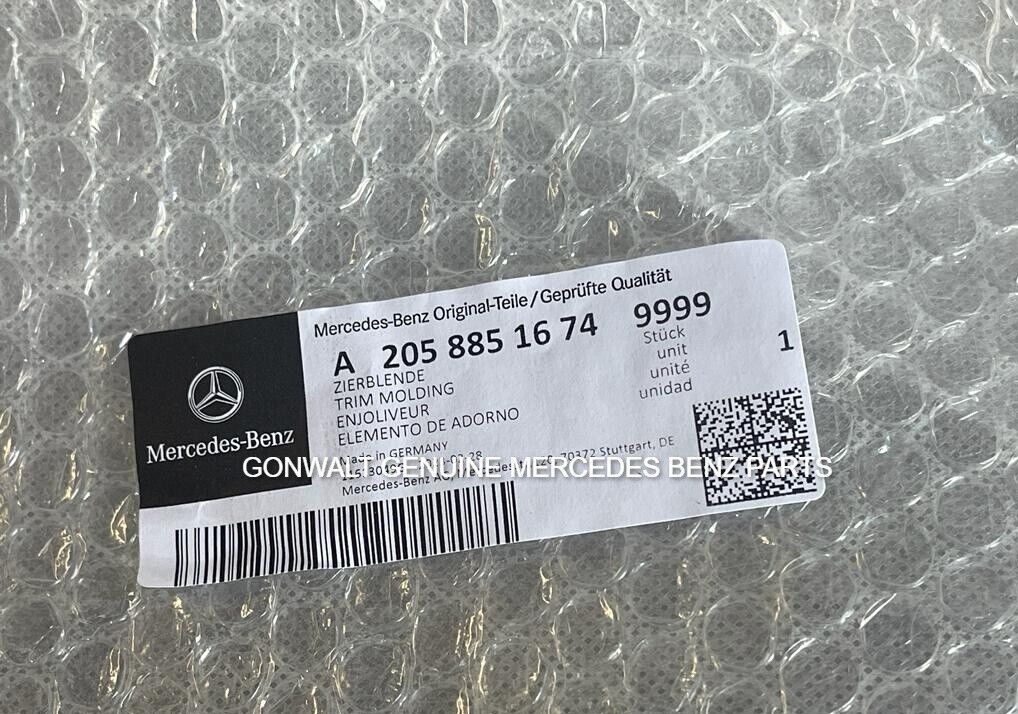 Mercedes-Benz Original-Teile/Geprüfte Qualität
A 205 885 16 74 9999
ZIERBLENDE
TRIM MOLDING
ENJOLIVEUR
ELEMENTO DE ADORNO
Stück
unit
unité
unidad
1
Mercedes-Benz
Made in GERMANY
GONWALT GENUINE MERCEDES BENZ PARTS
70372 Stuttgart, DE
Mercedes-Benz AG,